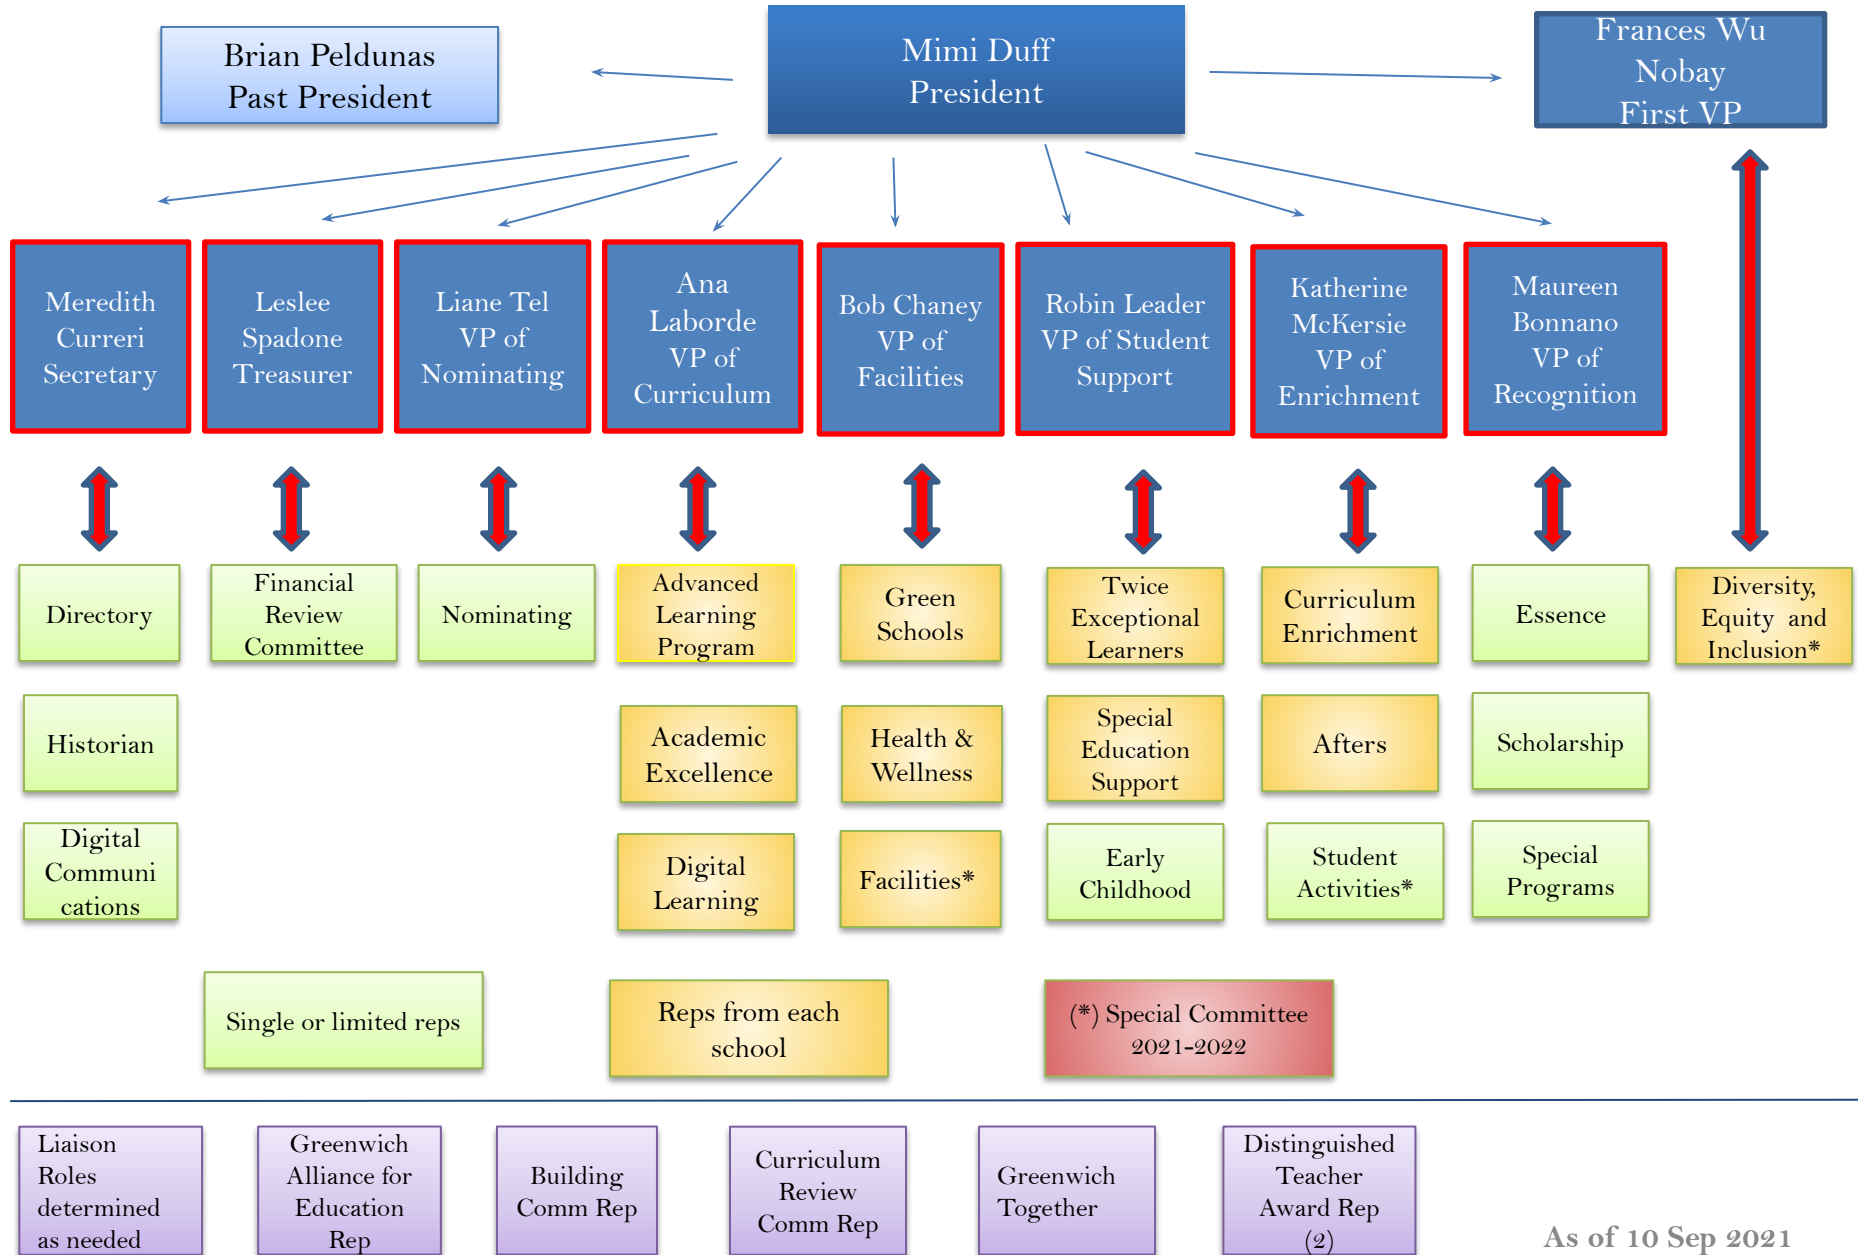 Brian Peldunas
Past President
Mimi Duff
President
Frances Wu
Nobay
First VP
Meredith
Curreri
Secretary
Leslee
Spadone
Treasurer
Liane Tel
VP of
Nominating
Ana
Laborde
VP of
Curriculum
Bob Chaney
VP of
Facilities
Robin Leader
VP of Student
Support
Katherine
McKersie
VP of
Enrichment
Maureen
Bonnano
VP of
Recognition
Directory
Financial
Review
Committee
Nominating
Advanced
Learning
Program
Green
Schools
Twice
Exceptional
Learners
Curriculum
Enrichment
Essence
Diversity,
Equity and
Inclusion*
Historian
Academic
Excellence
Health &
Wellness
Special
Education
Support
Afters
Scholarship
Digital
Communi
cations
Digital
Learning
Facilities*
Early
Childhood
Student
Activities*
Special
Programs
Single or limited reps
Reps from each
school
(*) Special Committee
2021-2022
Liaison
Roles
determined
as needed
Greenwich
Alliance for
Education
Rep
Building
Comm Rep
Curriculum
Review
Comm Rep
Greenwich
Together
Distinguished
Teacher
Award Rep
(2)
As of 10 Sep 2021